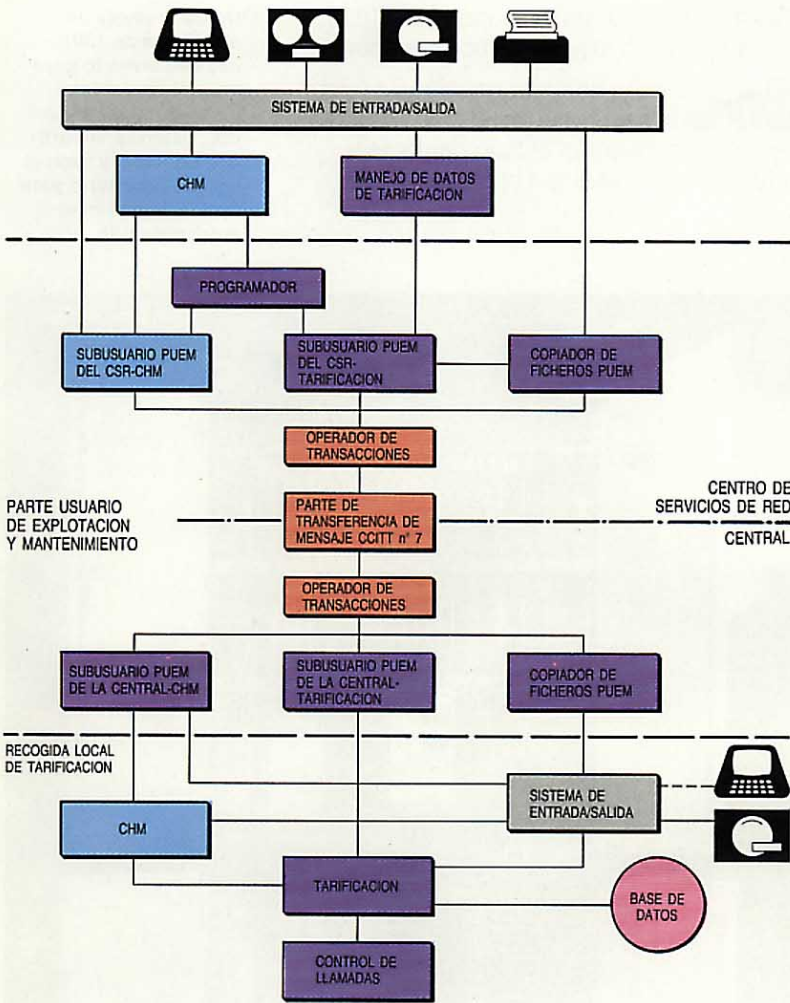 SISTEMA DE ENTRADA/SALIDA
CHM
MANEJO DE DATOS
DE TARIFICACION
PROGRAMADOR
SUBUSUARIO PUEM
DEL CSR-CHM
SUBUSUARIO PUEM
DEL CSR-
TARIFICACION
COPIADOR DE
FICHEROS PUEM
OPERADOR DE
TRANSACCIONES
PARTE USUARIO
DE EXPLOTACION
Y MANTENIMIENTO
PARTE DE
TRANSFERENCIA DE
MENSAJE CCITT n° 7
CENTRO DE
SERVICIOS DE RED
CENTRAL
OPERADOR DE
TRANSACCIONES
SUBUSUARIO PUEM
DE LA CENTRAL-CHM
SUBUSUARIO PUEM
DE LA CENTRAL-
TARIFICACION
COPIADOR DE
FICHEROS PUEM
RECOGIDA LOCAL
DE TARIFICACION
CHM
SISTEMA DE
ENTRADA/SALIDA
TARIFICACION
BASE DE
DATOS
CONTROL DE
LLAMADAS